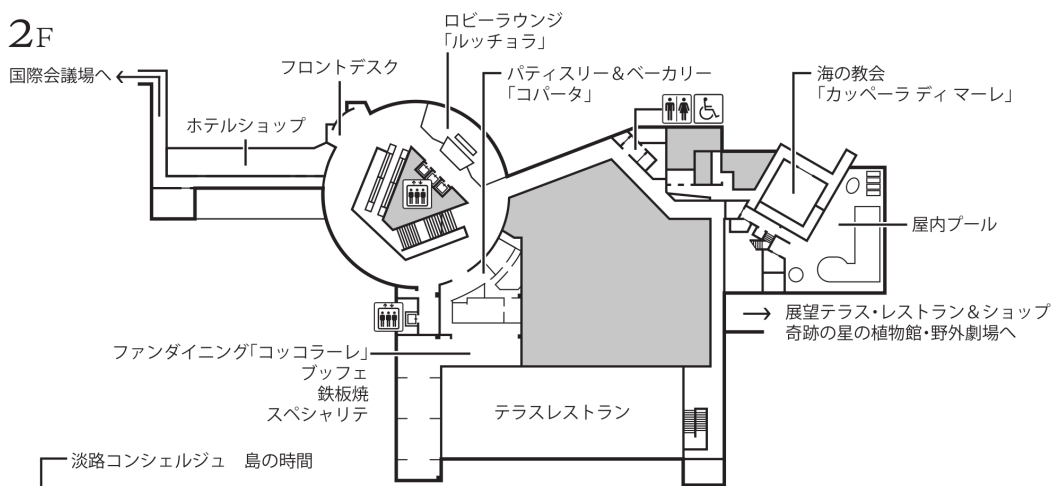 2F
国際会議場へ
フロントデスク
ロビーラウンジ
「ルッチョラ」
パティスリー&ベーカリー
「コパータ」
海の教会
「カッペーラ ディ マーレ」
ホテルショップ
屋内プール
展望テラス・レストラン&ショップ
奇跡の星の植物館・野外劇場へ
ファンダイニング「コッコラーレ」
ブッフェ
鉄板焼
スペシャリテ
テラスレストラン
淡路コンシェルジュ 島の時間